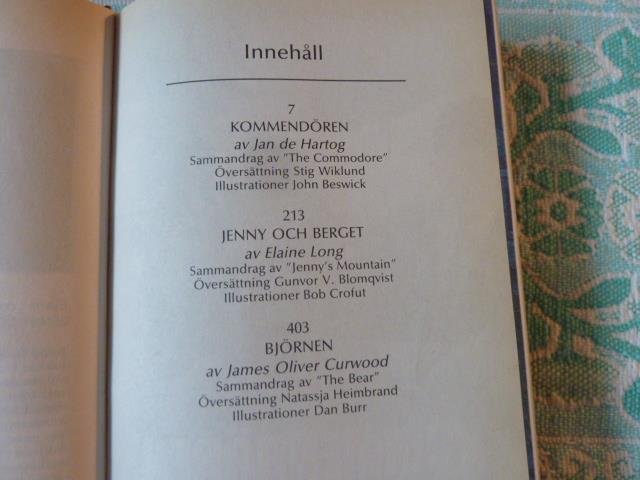 Innehåll
7
KOMMENDÖREN
av Jan de Hartog
Sammandrag av "The Commodore"
Översättning Stig Wiklund
Illustrationer John Beswick
213
JENNY OCH BERGET
av Elaine Long
Sammandrag av "Jenny's Mountain"
Översättning Gunvor V. Blomqvist
Illustrationer Bob Crofut
403
BJÖRNEN
av James Oliver Curwood
Sammandrag av "The Bear"
Översättning Natassja Heimbrand
Illustrationer Dan Burr